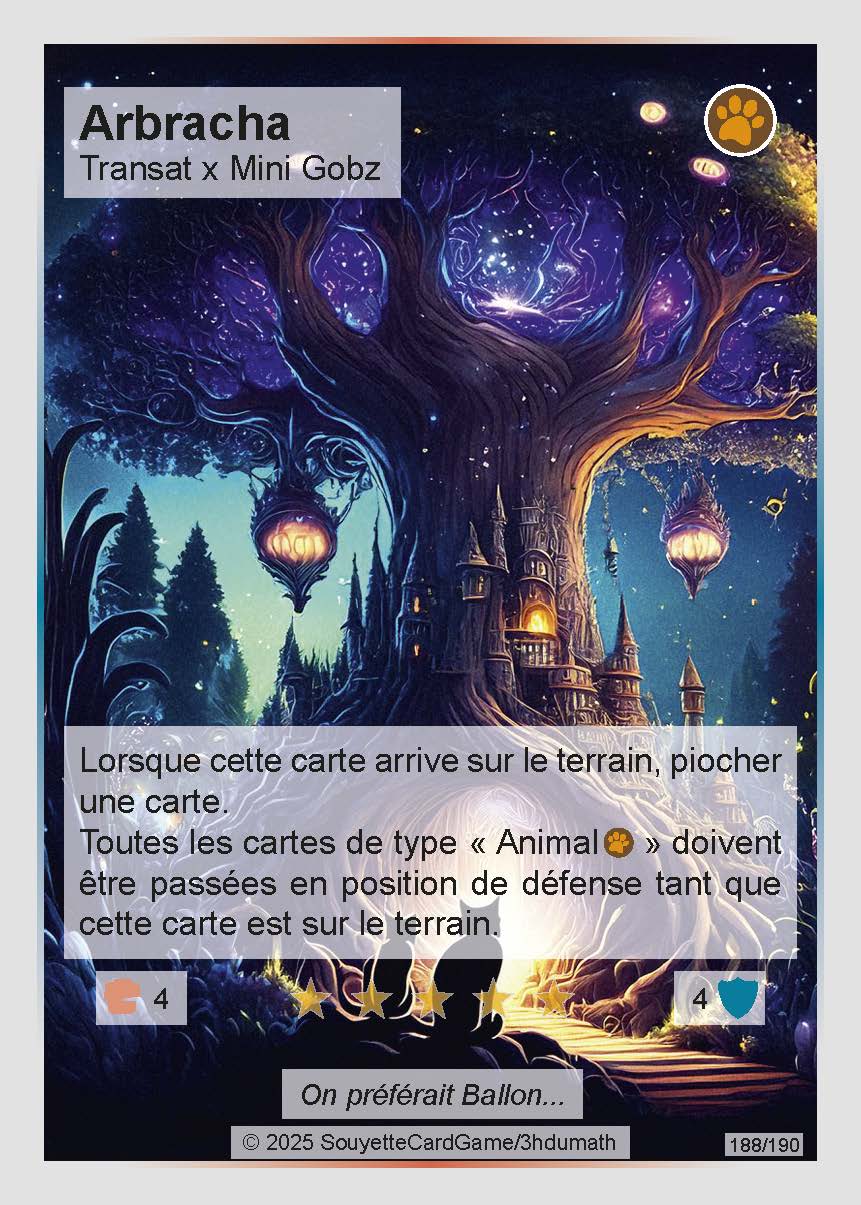 Arbracha
Transat x Mini Gobz
Lorsque cette carte arrive sur le terrain, piocher
une carte.
Toutes les cartes de type « Animal » doivent
être passées en position de défense tant que
cette carte est sur le terrain.
4
4
On préférait Ballon...
© 2025 SouyetteCardGame/3hdumath
188/190